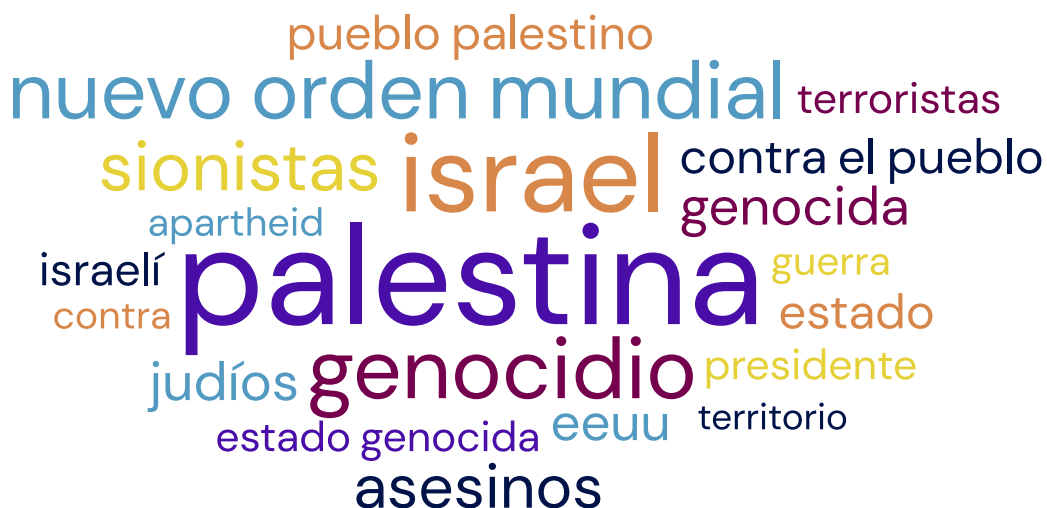 pueblo palestino
nuevo orden mundial
terroristas
sionistas
israel
contra el pueblo
genocida
apartheid
palestina
israelí
guerra
contra
estado
genocidio
judíos
presidente
estado genocida
eeuu
territorio
asesinos